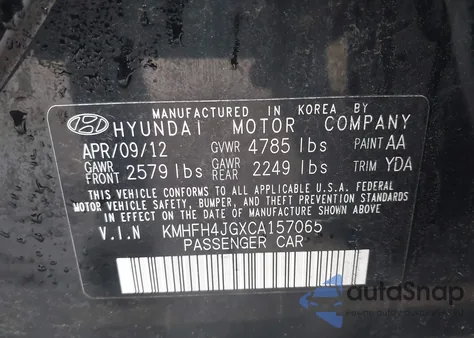 MANUFACTURED IN KOREA BY
HYUNDAI MOTOR COMPANY
APR/09/12 GVWR 4785 lbs PAINT AA
GAWR FRONT 2579 lbs GAWR REAR 2249 lbs TRIM YDA
THIS VEHICLE CONFORMS TO ALL APPLICABLE U.S.A. FEDERAL
MOTOR VEHICLE SAFETY, BUMPER, AND THEFT PREVENTION
STANDARDS IN EFFECT ON THE DATE OF MANUFACTURE SHOWN ABOVE.
V.I.N KMHFH4JGXCA157065
PASSENGER CAR
autoSnap